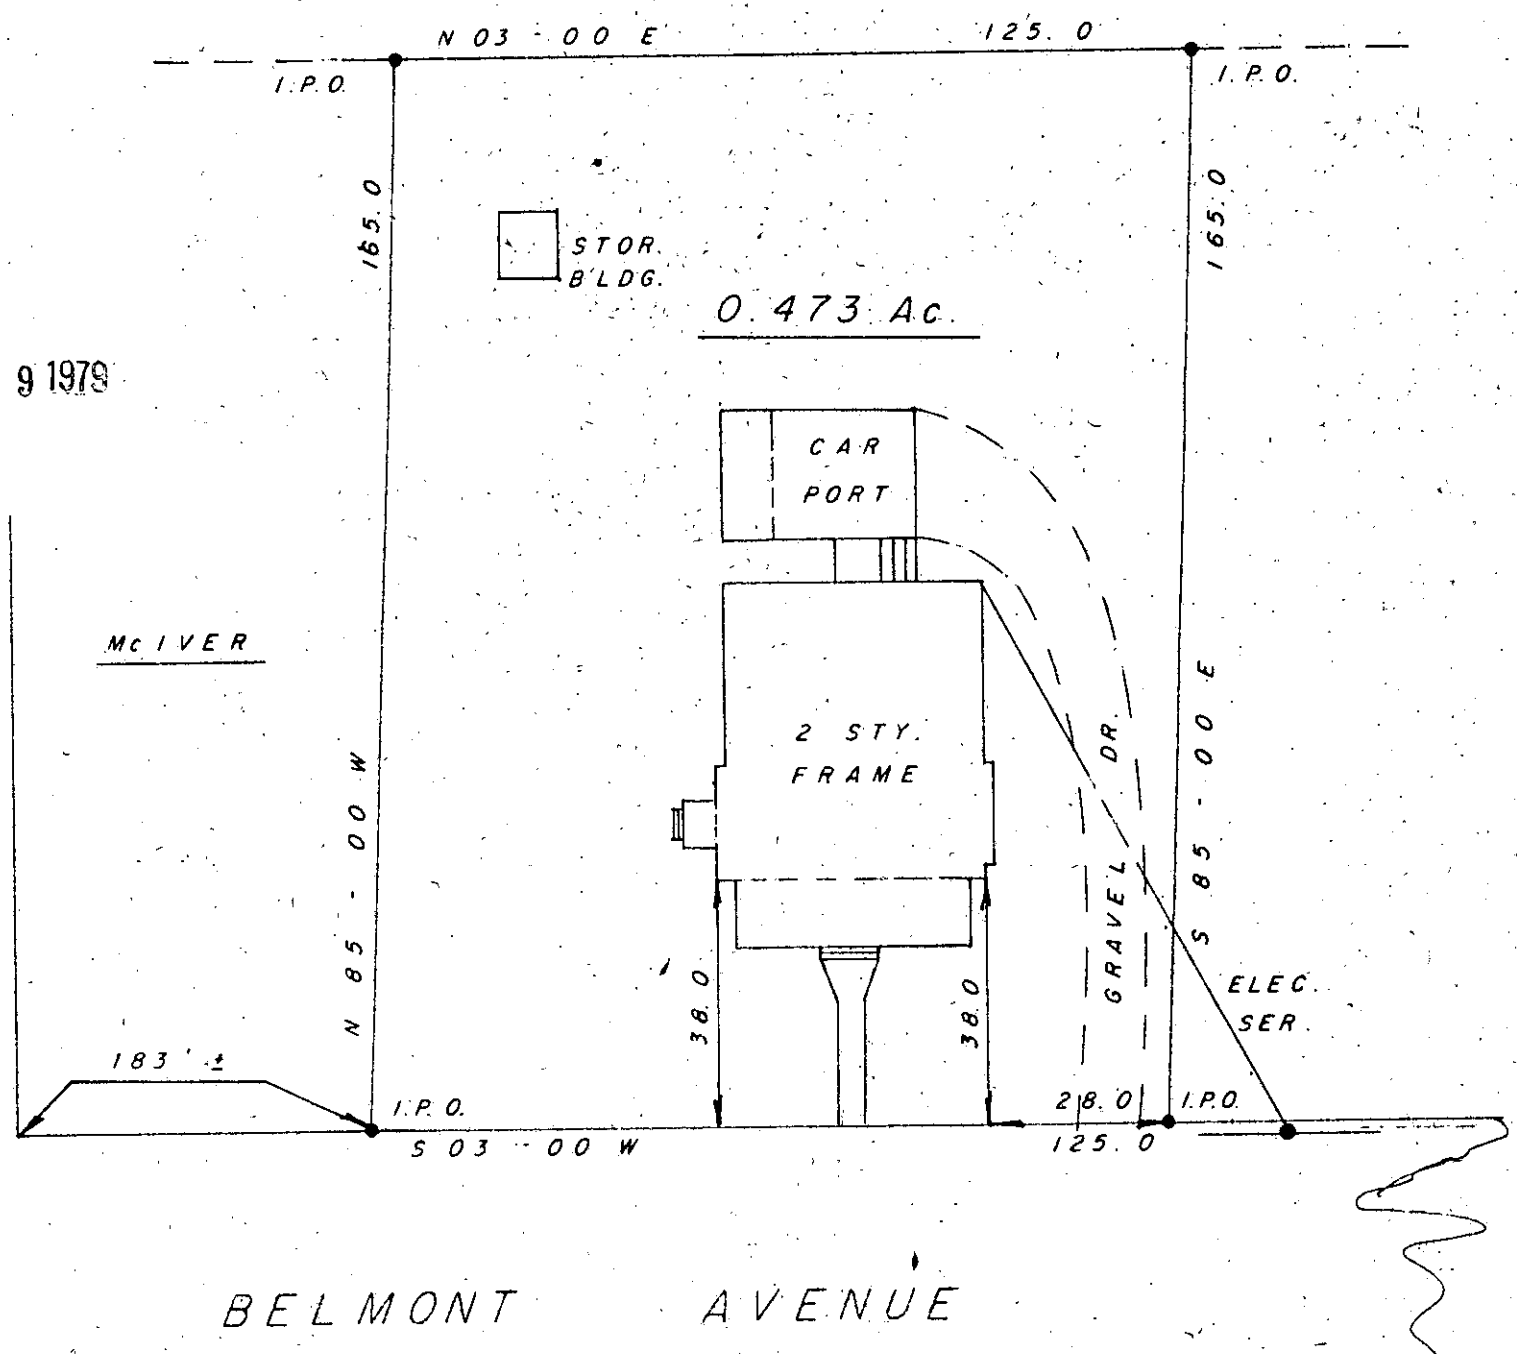 N 03 - 00 E
125.0
I.P.O.
I.P.O.
165.0
165.0
STOR.
BLDG.
0.473 Ac.
9 1979
CAR
PORT
McIVER
2 STY.
FRAME
N 85 - 00 W
S 85 - 00 E
GRAVEL DR.
38.0
38.0
ELEC.
SER.
183' ±
I.P.O.
28.0
I.P.O.
S 03 - 00 W
125.0
BELMONT AVENUE